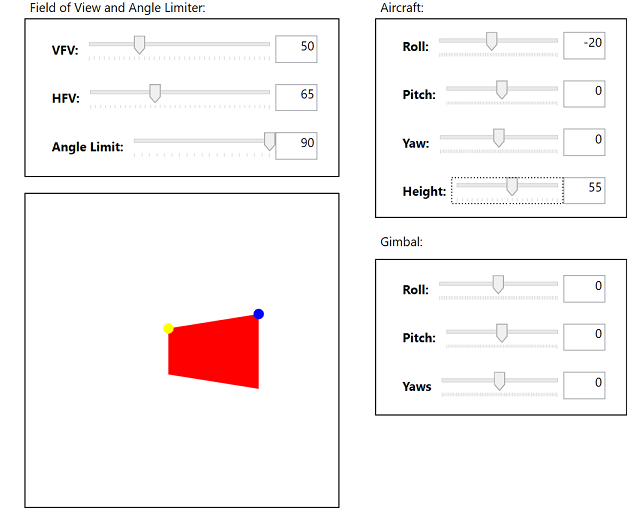 Field of View and Angle Limiter:
VFV: 50
HFV: 65
Angle Limit: 90
Aircraft:
Roll: -20
Pitch: 0
Yaw: 0
Height: 55
Gimbal:
Roll: 0
Pitch: 0
Yaws 0